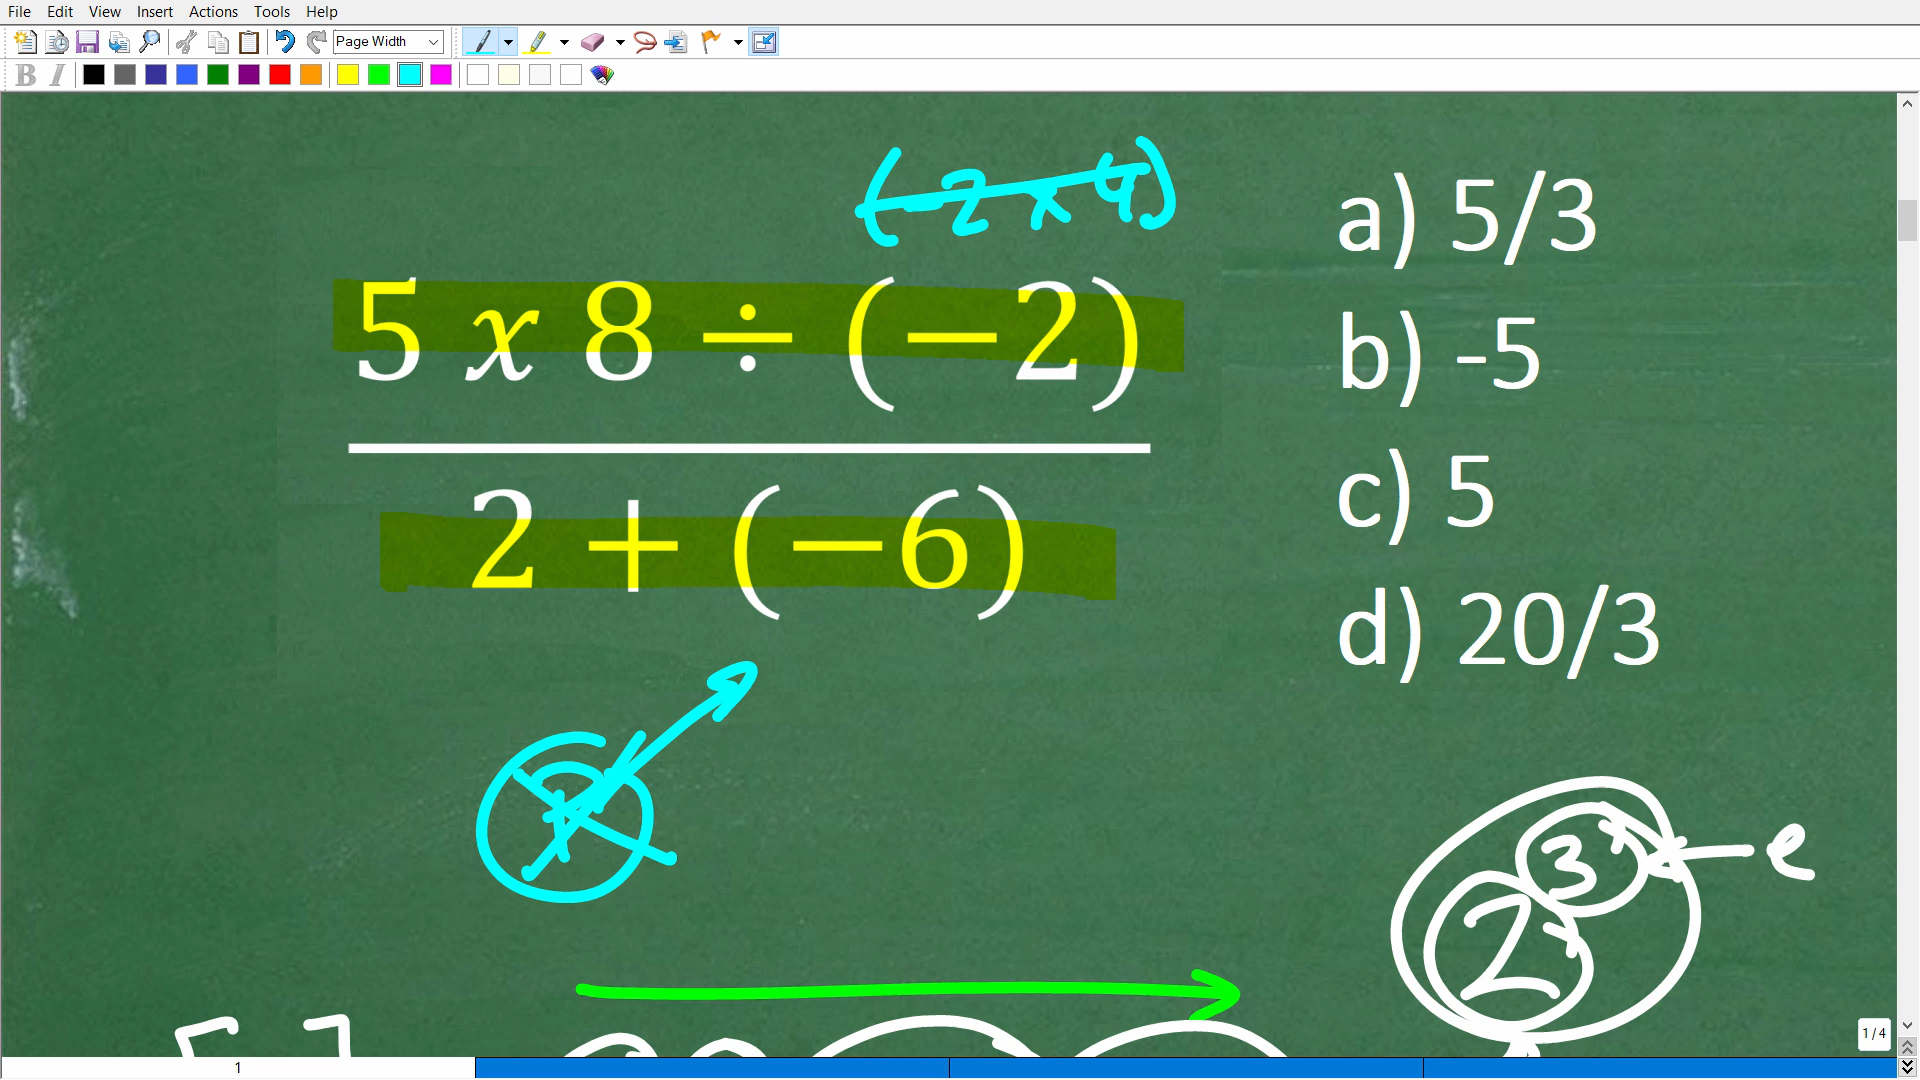 File Edit View Insert Actions Tools Help
Page Width
B I
(-2 x 4)
5 x 8 ÷ (−2)
2 + (−6)
a) 5/3
b) -5
c) 5
d) 20/3
3 e
2
[ ]
1 / 4
1